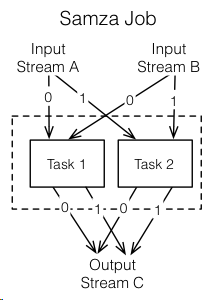 Samza Job
Input
Stream A
Input
Stream B
0
1
0
1
Task 1
Task 2
0
1
0
1
Output
Stream C